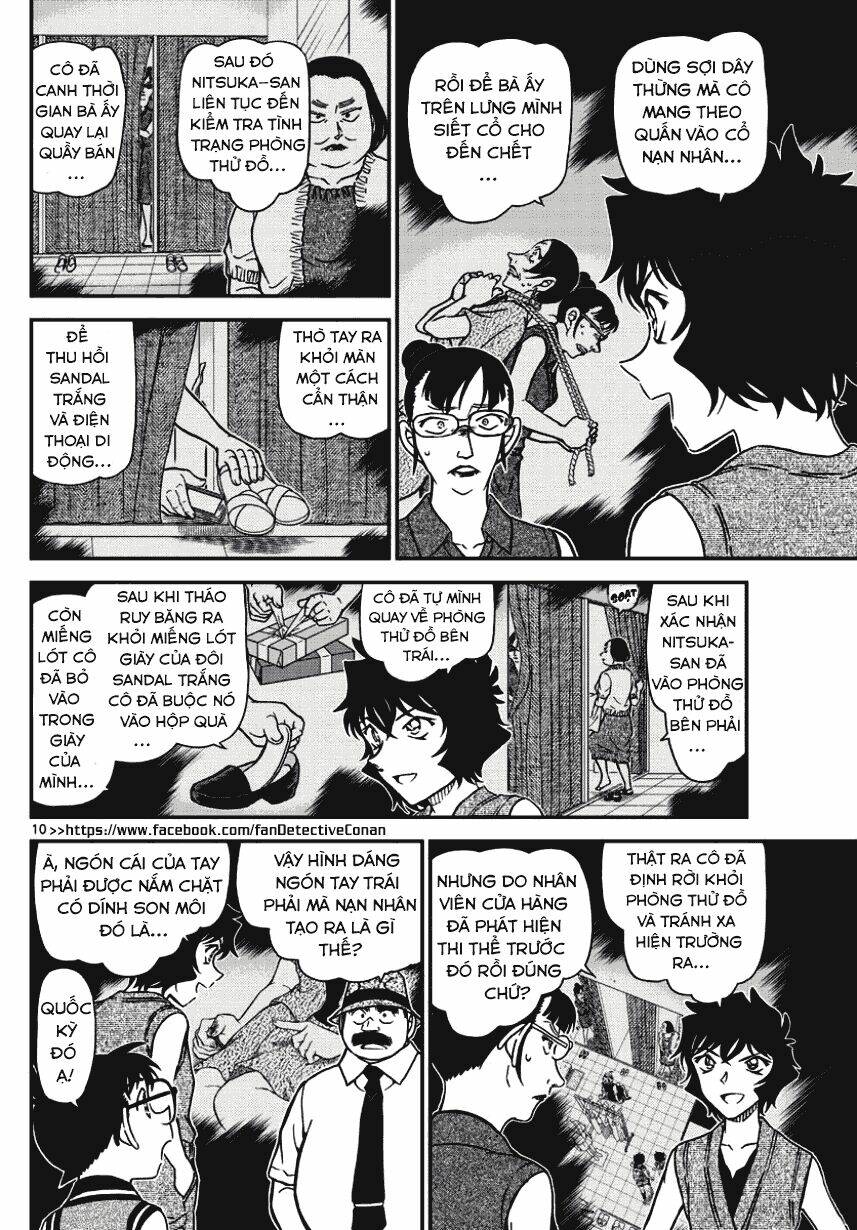 DÙNG SỢI DÂY
THỪNG MÀ CÔ
MANG THEO
QUẤN VÀO CỔ
NẠN NHÂN...
RỒI ĐỂ BÀ ẤY
TRÊN LƯNG MÌNH
SIẾT CỔ CHO
ĐẾN CHẾT
...
SAU ĐÓ
NITSUKA-SAN
LIÊN TỤC ĐẾN
KIỂM TRA TÌNH
TRẠNG PHÒNG
THỬ ĐỒ...
CÔ ĐÃ
CANH THỜI
GIAN BÀ ẤY
QUAY LẠI
QUẦY BÁN
...
THÒ TAY RA
KHỎI MÀN
MỘT CÁCH
CẨN THẬN
...
ĐỂ
THU HỒI
SANDAL
TRẮNG
VÀ ĐIỆN
THOẠI DI
ĐỘNG...
SAU KHI
XÁC NHẬN
NITSUKA-
SAN ĐÃ
VÀO PHÒNG
THỬ ĐỒ
BÊN PHẢI
...
SOẠT
CÔ ĐÃ TỰ MÌNH
QUAY VỀ PHÒNG
THỬ ĐỒ BÊN
TRÁI...
SAU KHI THÁO
RUY BĂNG RA
KHỎI MIẾNG LÓT
GIÀY CỦA ĐÔI
SANDAL TRẮNG
CÔ ĐÃ BUỘC NÓ
VÀO HỘP QUÀ
...
CÒN
MIẾNG
LÓT CÔ
ĐÃ BỎ
VÀO
TRONG
GIÀY
CỦA
MÌNH...
10>>https://www.facebook.com/fanDetectiveConan
THẬT RA CÔ ĐÃ
ĐỊNH RỜI KHỎI
PHÒNG THỬ ĐỒ
VÀ TRÁNH XA
HIỆN TRƯỜNG
RA...
NHƯNG DO NHÂN
VIÊN CỬA HÀNG
ĐÃ PHÁT HIỆN
THI THỂ TRƯỚC
ĐÓ RỒI ĐÚNG
CHỨ?
VẬY HÌNH DÁNG
NGÓN TAY TRÁI
PHẢI MÀ NẠN NHÂN
TẠO RA LÀ GÌ
THẾ?
À, NGÓN CÁI CỦA TAY
PHẢI ĐƯỢC NẮM CHẶT
CÓ DÍNH SON MÔI
ĐÓ LÀ...
QUỐC
KỲ
ĐÓ
Ạ!